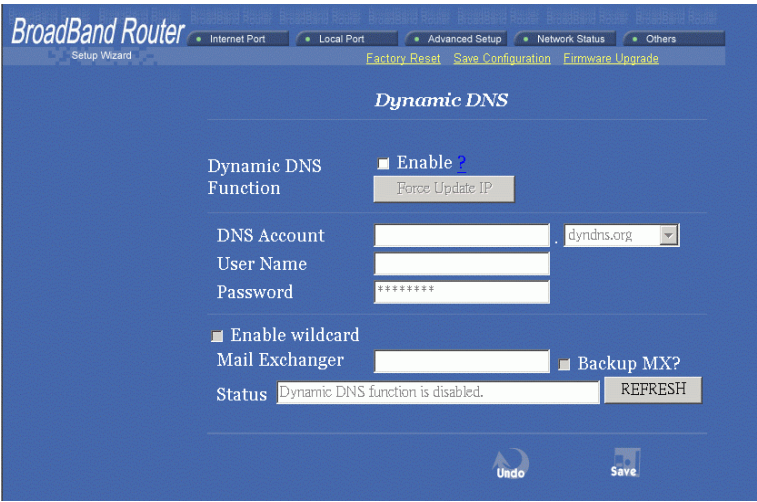 BroadBand Router
Internet Port Local Port Advanced Setup Network Status Others
Setup Wizard Factory Reset Save Configuration Firmware Upgrade
Dynamic DNS
Dynamic DNS Function
Enable ?
Force Update IP
DNS Account . dyndns.org
User Name
Password ********
Enable wildcard
Mail Exchanger Backup MX?
Status Dynamic DNS function is disabled. REFRESH
Undo Save